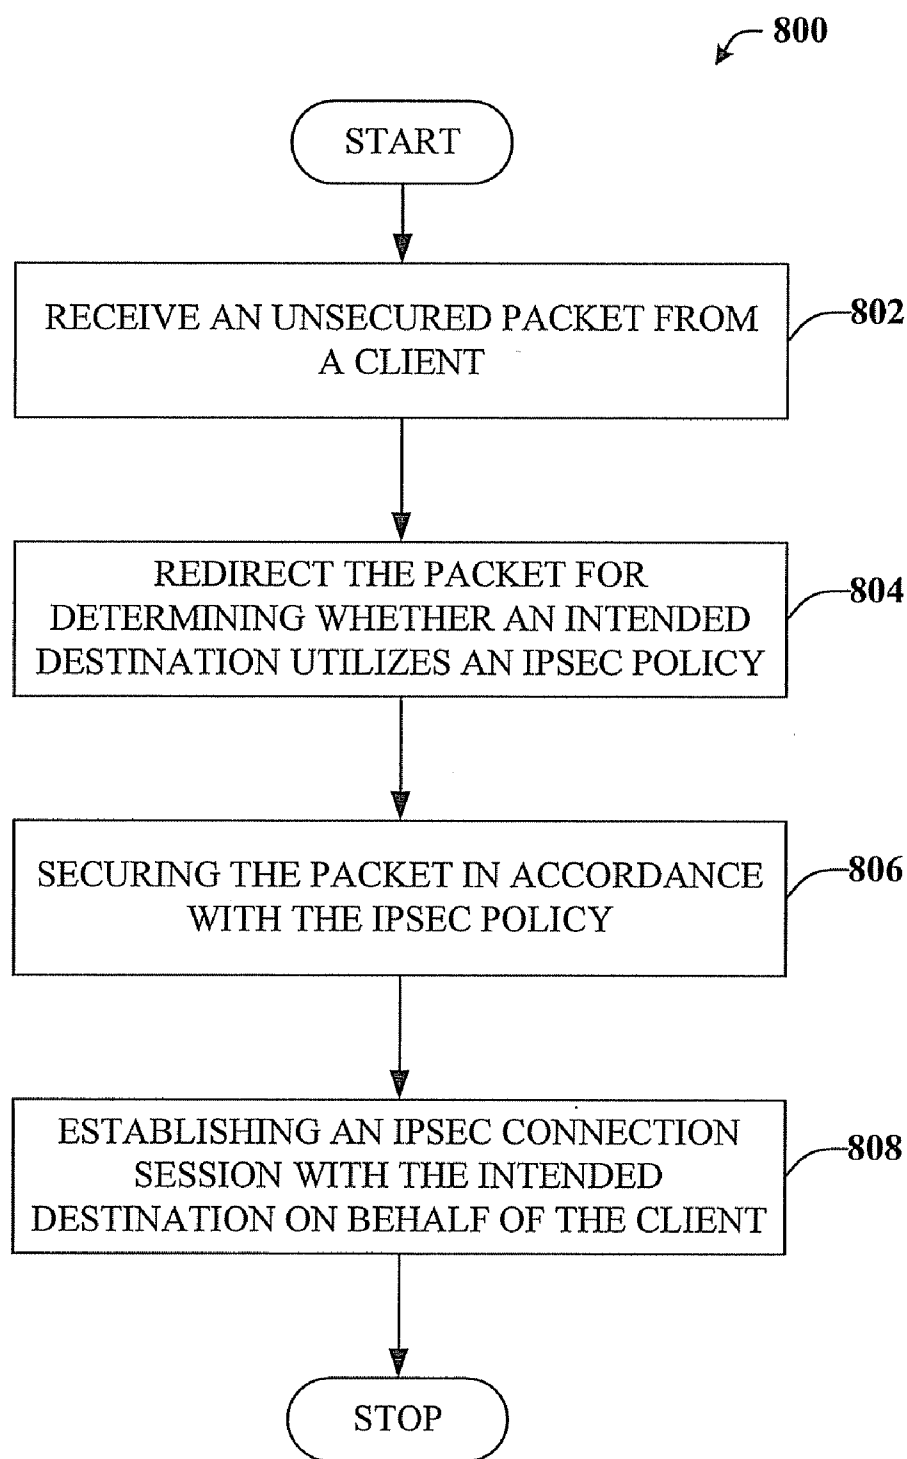 800
START
RECEIVE AN UNSECURED PACKET FROM
A CLIENT
802
REDIRECT THE PACKET FOR
DETERMINING WHETHER AN INTENDED
DESTINATION UTILIZES AN IPSEC POLICY
804
SECURING THE PACKET IN ACCORDANCE
WITH THE IPSEC POLICY
806
ESTABLISHING AN IPSEC CONNECTION
SESSION WITH THE INTENDED
DESTINATION ON BEHALF OF THE CLIENT
808
STOP